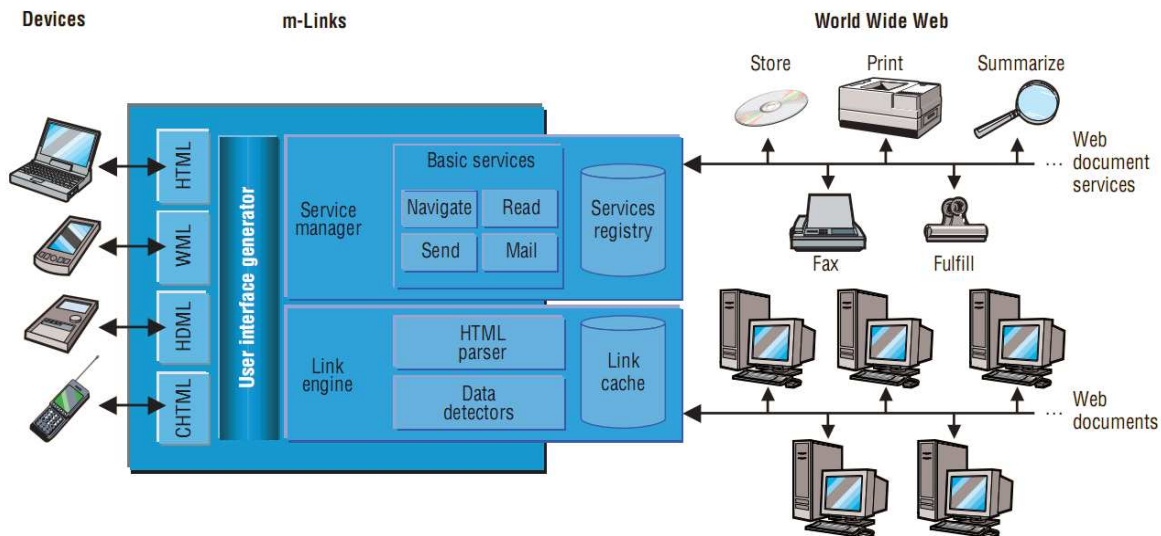 Devices
m-Links
World Wide Web
Store
Print
Summarize
HTML
WML
HDML
CHTML
User interface generator
Service
manager
Basic services
Navigate
Read
Send
Mail
Services
registry
...
Web
document
services
Fax
Fulfill
Link
engine
HTML
parser
Data
detectors
Link
cache
...
Web
documents